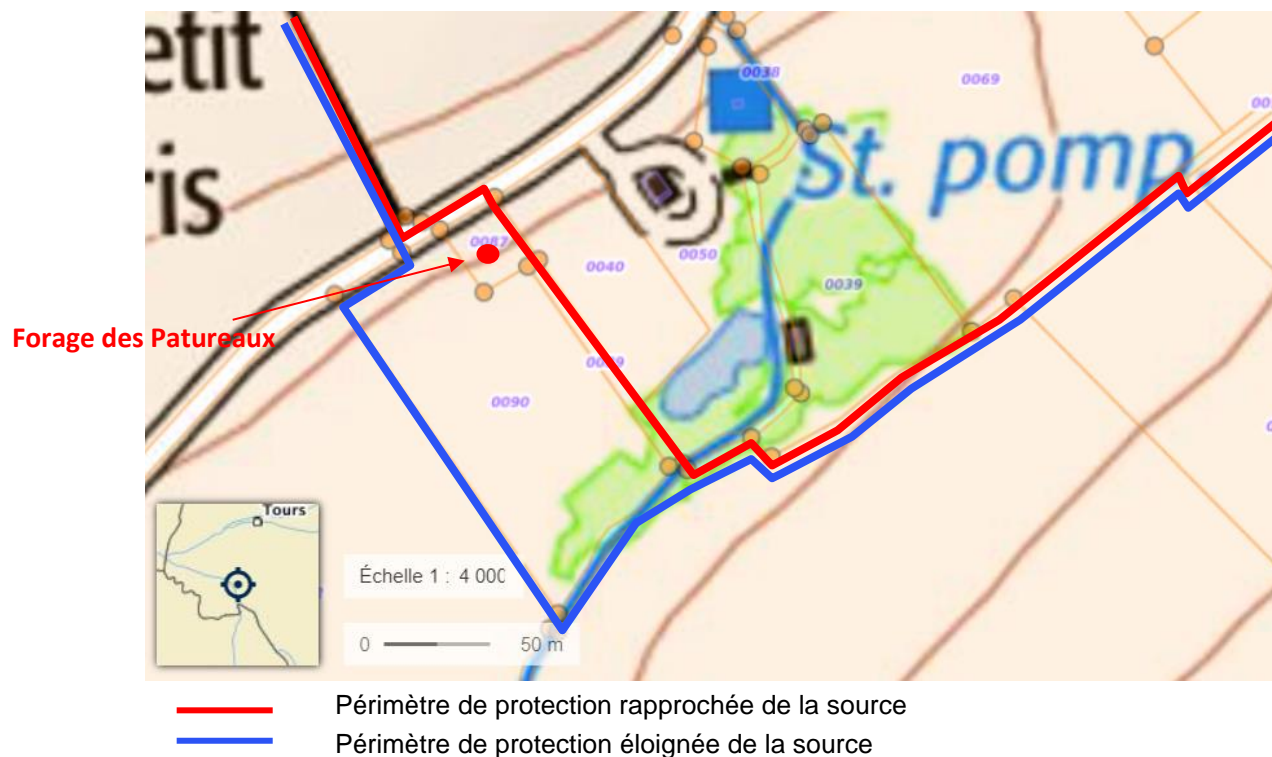 etit
ris
0038
0069
St. pomp
0087
0040
0050
0039
Forage des Patureaux
0090
Tours
Échelle 1 : 4 000
0 50 m
Périmètre de protection rapprochée de la source
Périmètre de protection éloignée de la source